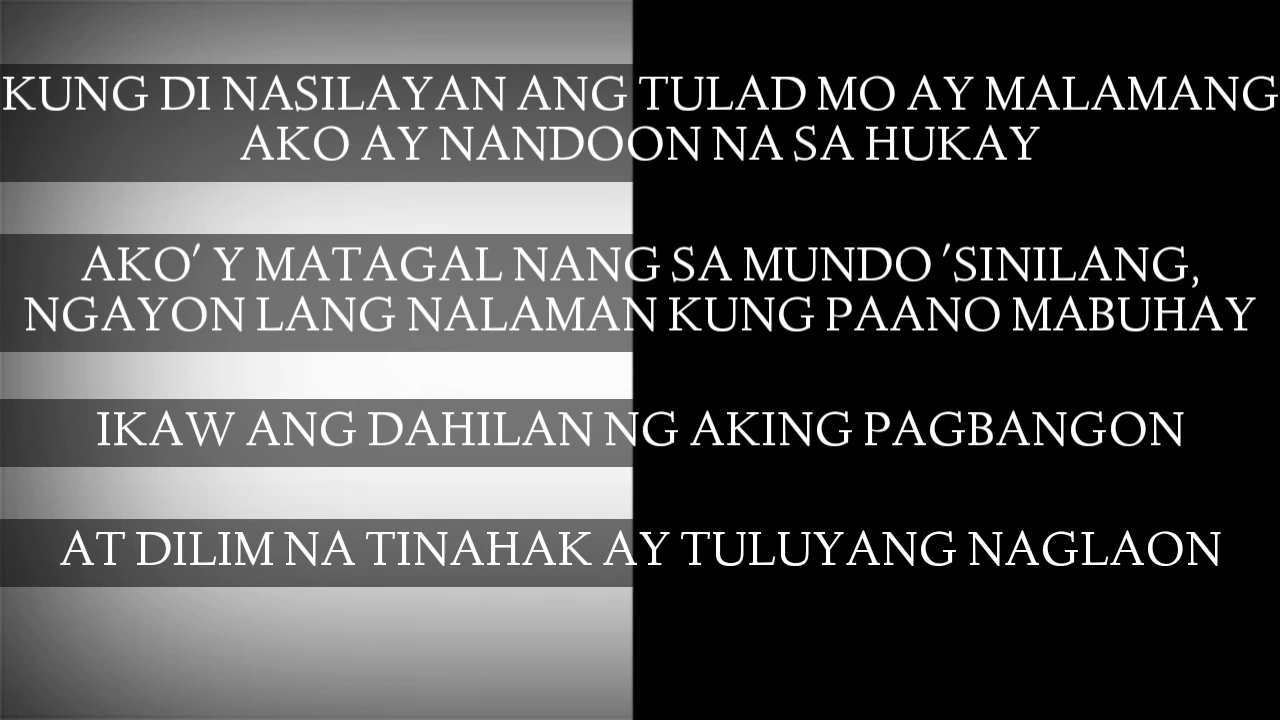 KUNG DI NASILAYAN ANG TULAD MO AY MALAMANG
AKO AY NANDOON NA SA HUKAY
AKO' Y MATAGAL NANG SA MUNDO 'SINILANG,
NGAYON LANG NALAMAN KUNG PAANO MABUHAY
IKAW ANG DAHILAN NG AKING PAGBANGON
AT DILIM NA TINAHAK AY TULUYANG NAGLAON